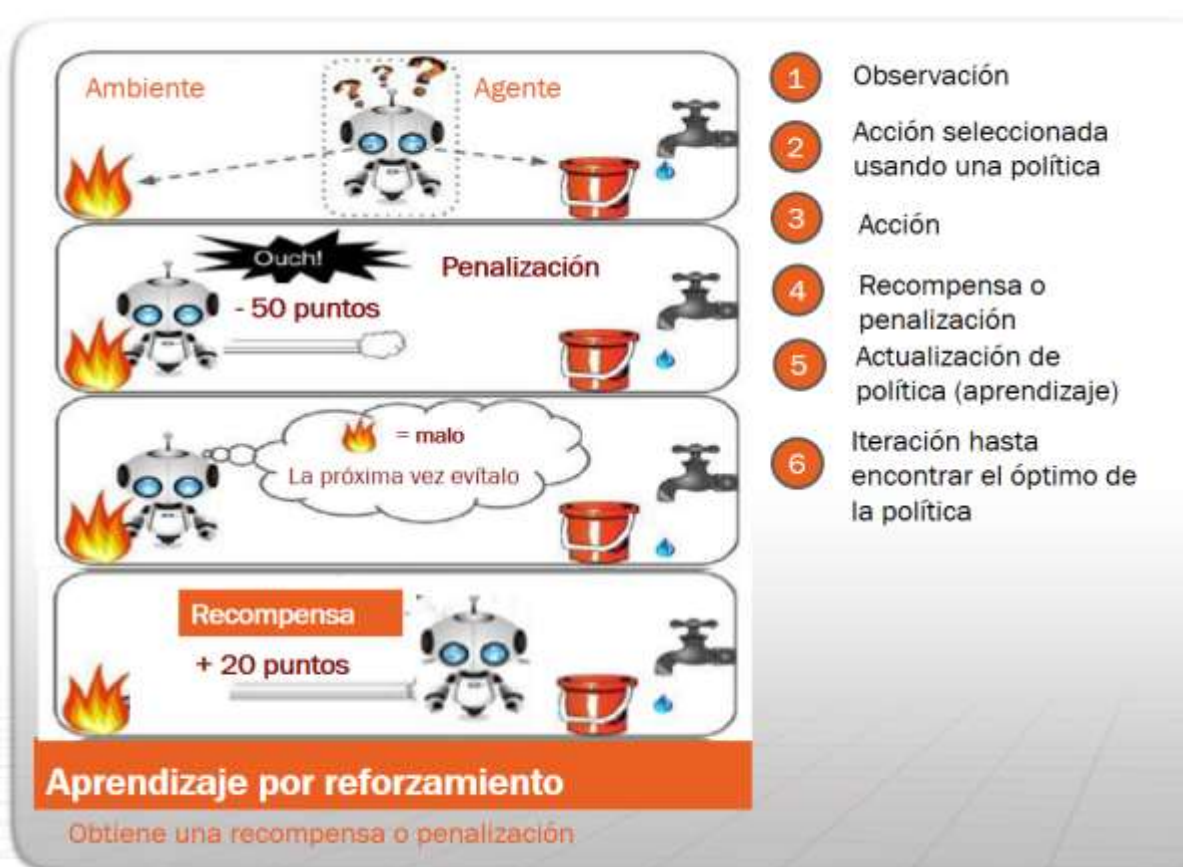 Ambiente
Agente
Ouch!
Penalización
- 50 puntos
= malo
La próxima vez evítalo
Recompensa
+ 20 puntos
Aprendizaje por reforzamiento
Obtiene una recompensa o penalización
1 Observación
2 Acción seleccionada
usando una política
3 Acción
4 Recompensa o
penalización
5 Actualización de
política (aprendizaje)
6 Iteración hasta
encontrar el óptimo de
la política